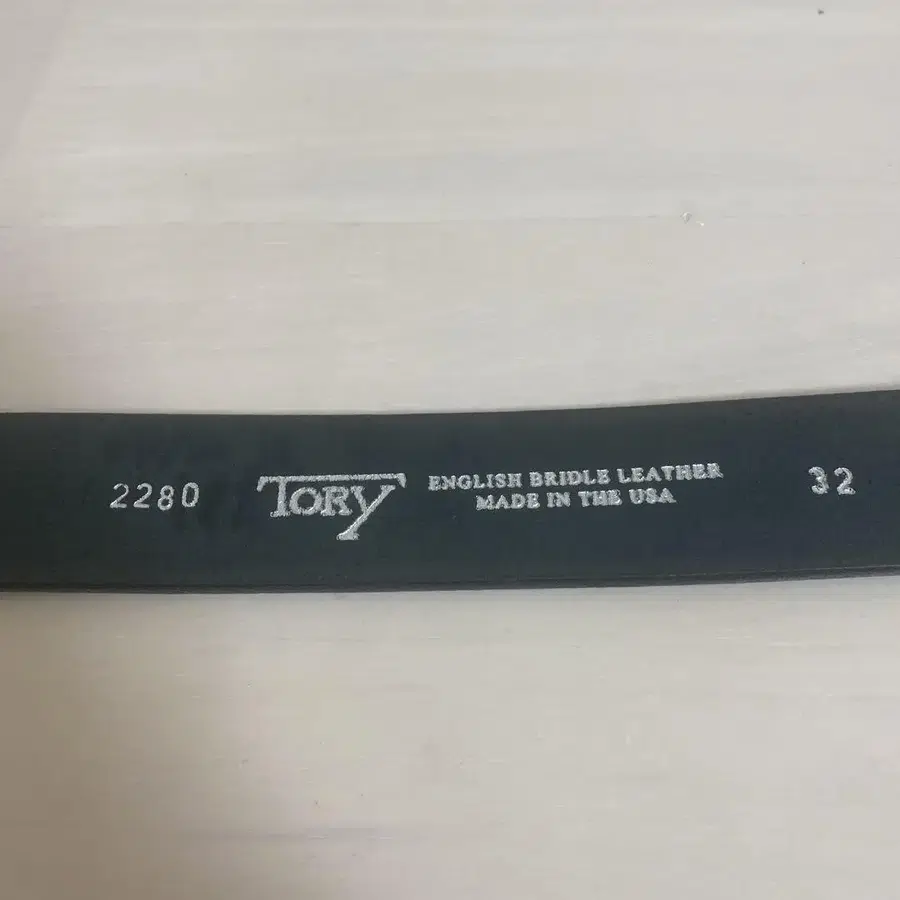 2280
TORY
ENGLISH BRIDLE LEATHER
MADE IN THE USA
32